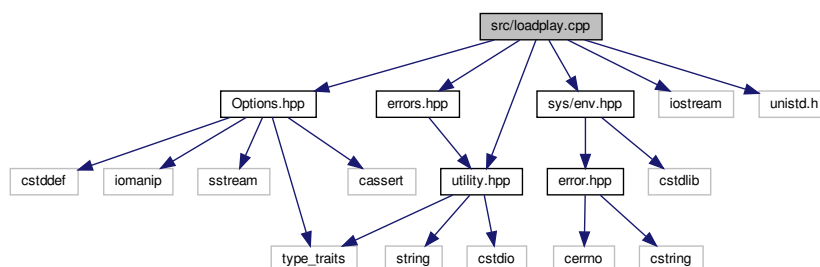 src/loadplay.cpp
Options.hpp
errors.hpp
sys/env.hpp
iostream
unistd.h
cstddef
iomanip
sstream
cassert
utility.hpp
error.hpp
cstdlib
type_traits
string
cstdio
cerrno
cstring